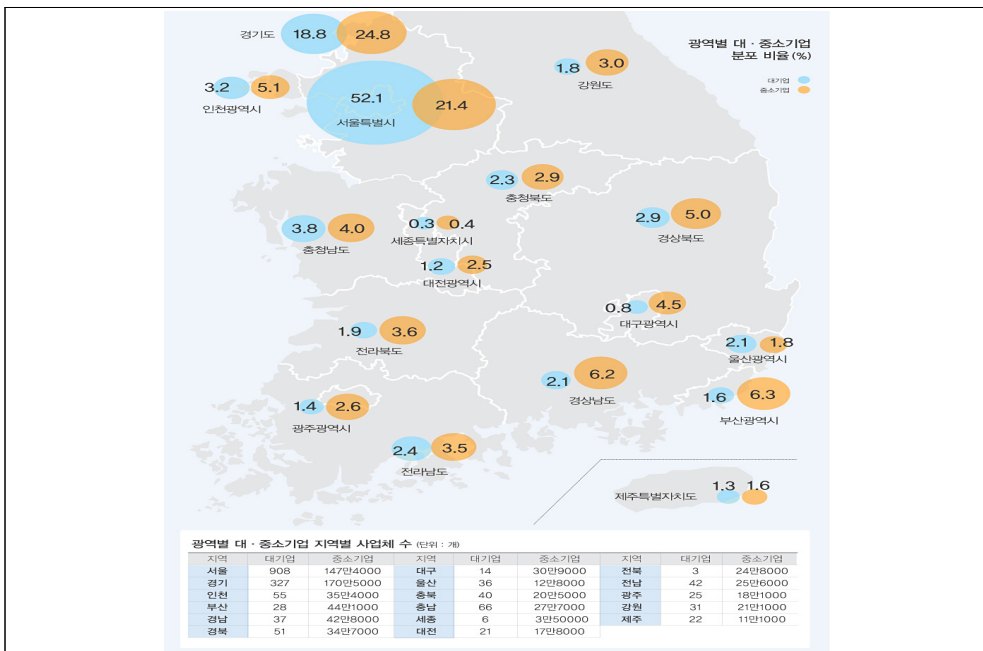 경기도 18.8 24.8
광역별 대 · 중소기업
분포 비율 (%)
대기업
중소기업
1.8 3.0
강원도
3.2 5.1
인천광역시
52.1 21.4
서울특별시
2.3 2.9
충청북도
2.9 5.0
경상북도
3.8 4.0
충청남도
0.3 0.4
세종특별자치시
1.2 2.5
대전광역시
0.8 4.5
대구광역시
1.9 3.6
전라북도
2.1 1.8
울산광역시
2.1 6.2
경상남도
1.6 6.3
부산광역시
1.4 2.6
광주광역시
2.4 3.5
전라남도
제주특별자치도 1.3 1.6
광역별 대 · 중소기업 지역별 사업체 수 (단위 : 개)
지역 대기업 중소기업 지역 대기업 중소기업 지역 대기업 중소기업
서울 908 147만4000 대구 14 30만9000 전북 3 24만8000
경기 327 170만5000 울산 36 12만8000 전남 42 25만6000
인천 55 35만4000 충북 40 20만5000 광주 25 18만1000
부산 28 44만1000 충남 66 27만7000 강원 31 21만1000
경남 37 42만8000 세종 6 3만50000 제주 22 11만1000
경북 51 34만7000 대전 21 17만8000